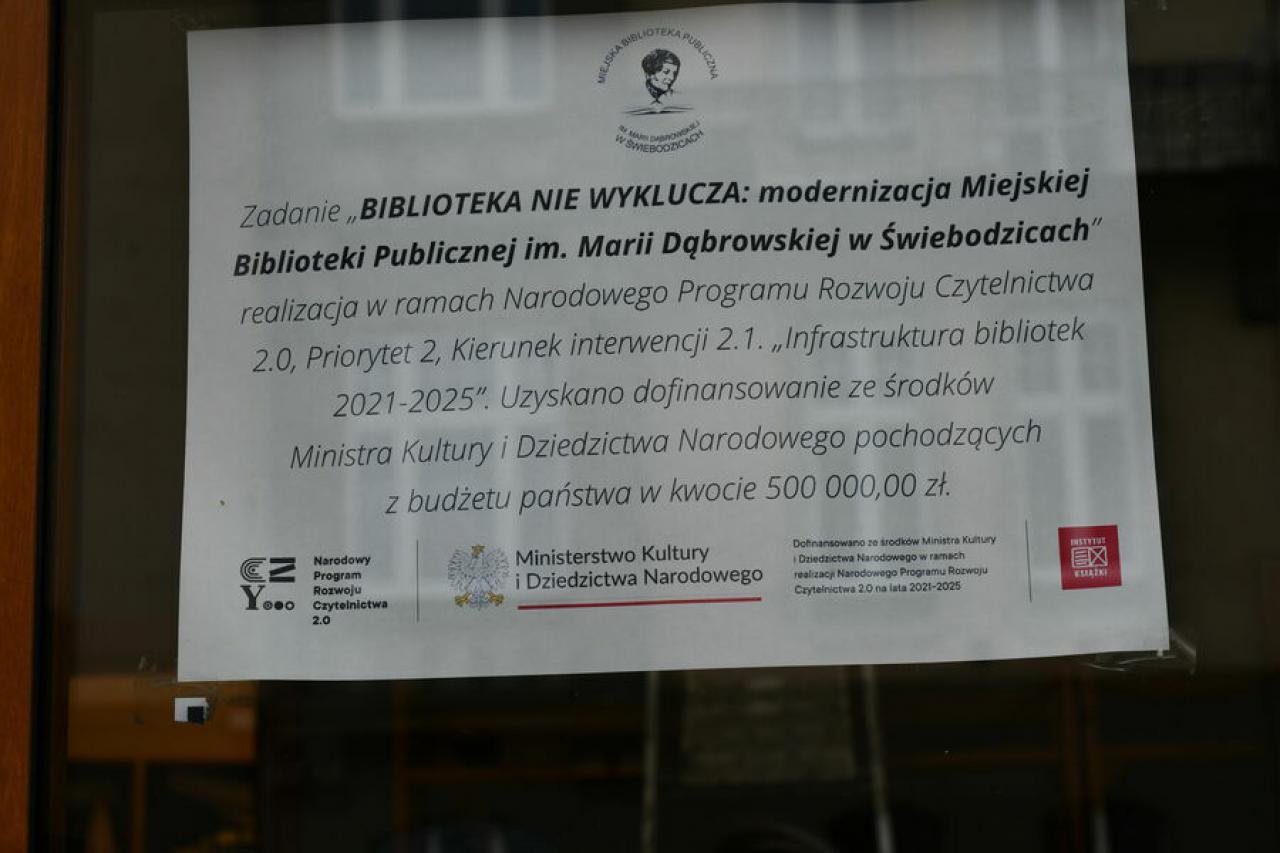 MIEJSKA BIBLIOTEKA PUBLICZNA
IM. MARII DĄBROWSKIEJ
W ŚWIEBODZICACH
Zadanie „BIBLIOTEKA NIE WYKLUCZA: modernizacja Miejskiej
Biblioteki Publicznej im. Marii Dąbrowskiej w Świebodzicach”
realizacja w ramach Narodowego Programu Rozwoju Czytelnictwa
2.0, Priorytet 2, Kierunek interwencji 2.1. „Infrastruktura bibliotek
2021-2025”. Uzyskano dofinansowanie ze środków
Ministra Kultury i Dziedzictwa Narodowego pochodzących
z budżetu państwa w kwocie 500 000,00 zł.
CZ
Y
Narodowy
Program
Rozwoju
Czytelnictwa
2.0
Ministerstwo Kultury
i Dziedzictwa Narodowego
Dofinansowano ze środków Ministra Kultury
i Dziedzictwa Narodowego w ramach
realizacji Narodowego Programu Rozwoju
Czytelnictwa 2.0 na lata 2021-2025
INSTYTUT
KSIĄŻKI